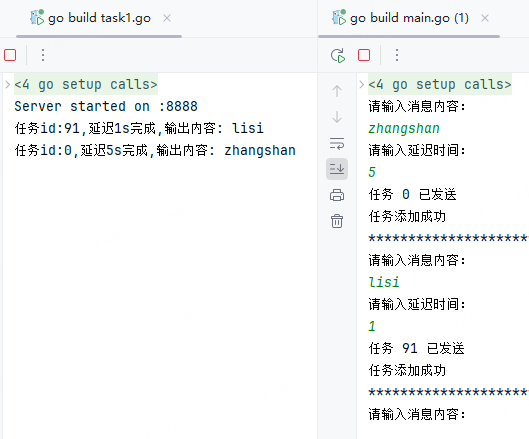 go build task1.go
<4 go setup calls>
Server started on :8888
任务id:91,延迟1s完成,输出内容: lisi
任务id:0,延迟5s完成,输出内容: zhangshan
go build main.go (1)
<4 go setup calls>
请输入消息内容:
zhangshan
请输入延迟时间:
5
任务 0 已发送
任务添加成功
********************
请输入消息内容:
lisi
请输入延迟时间:
1
任务 91 已发送
任务添加成功
********************
请输入消息内容: